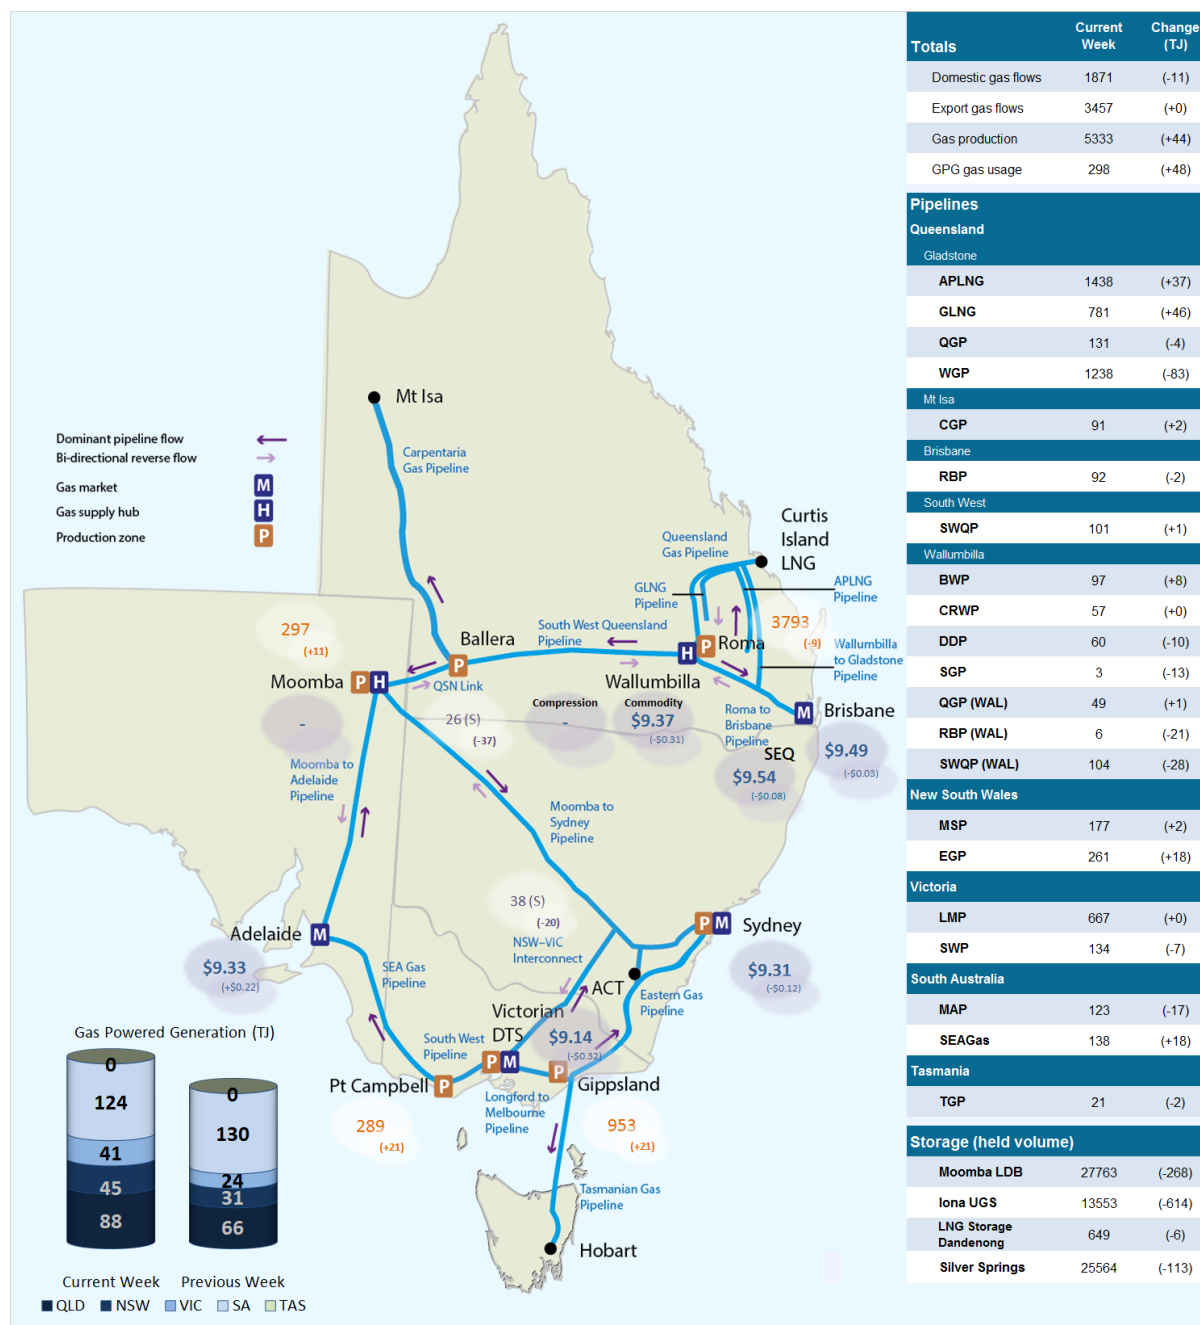 Totals Current Week Change (TJ)
Domestic gas flows 1871 (-11)
Export gas flows 3457 (+0)
Gas production 5333 (+44)
GPG gas usage 298 (+48)
Pipelines
Queensland
Gladstone
APLNG 1438 (+37)
GLNG 781 (+46)
QGP 131 (-4)
WGP 1238 (-83)
Mt Isa
CGP 91 (+2)
Brisbane
RBP 92 (-2)
South West
SWQP 101 (+1)
Wallumbilla
BWP 97 (+8)
CRWP 57 (+0)
DDP 60 (-10)
SGP 3 (-13)
QGP (WAL) 49 (+1)
RBP (WAL) 6 (-21)
SWQP (WAL) 104 (-28)
New South Wales
MSP 177 (+2)
EGP 261 (+18)
Victoria
LMP 667 (+0)
SWP 134 (-7)
South Australia
MAP 123 (-17)
SEAGas 138 (+18)
Tasmania
TGP 21 (-2)
Storage (held volume)
Moomba LDB 27763 (-268)
Iona UGS 13553 (-614)
LNG Storage
Dandenong 649 (-6)
Silver Springs 25564 (-113)
Dominant pipeline flow
Bi-directional reverse flow
Gas market M
Gas supply hub H
Production zone P
Mt Isa
Carpentaria
Gas Pipeline
Curtis
Island
LNG
Queensland
Gas Pipeline
GLNG
Pipeline
APLNG
Pipeline
3793
(-9)
South West Queensland
Pipeline
H P Roma
Wallumbilla
to Gladstone
Pipeline
297
(+11)
Ballera
P
Moomba P H
QSN Link
Wallumbilla
-
26 (S)
(-37)
Compression
-
Commodity
$9.37
(-$0.31)
Roma to
Brisbane
Pipeline
M Brisbane
$9.49
(-$0.03)
SEQ
$9.54
(-$0.08)
Moomba to
Adelaide
Pipeline
Moomba to
Sydney
Pipeline
38 (S)
(-20)
NSW–VIC
Interconnect
P M Sydney
$9.31
(-$0.12)
Adelaide M
$9.33
(+$0.22)
SEA Gas
Pipeline
ACT
Eastern Gas
Pipeline
Victorian
DTS
P M
$9.14
(-$0.32)
South West
Pipeline
Pt Campbell P
289
(+21)
P
Gippsland
Longford to
Melbourne
Pipeline
953
(+21)
Tasmanian Gas
Pipeline
Hobart
Gas Powered Generation (TJ)
0
124
41
45
88
0
130
24
31
66
Current Week Previous Week
QLD NSW VIC SA TAS